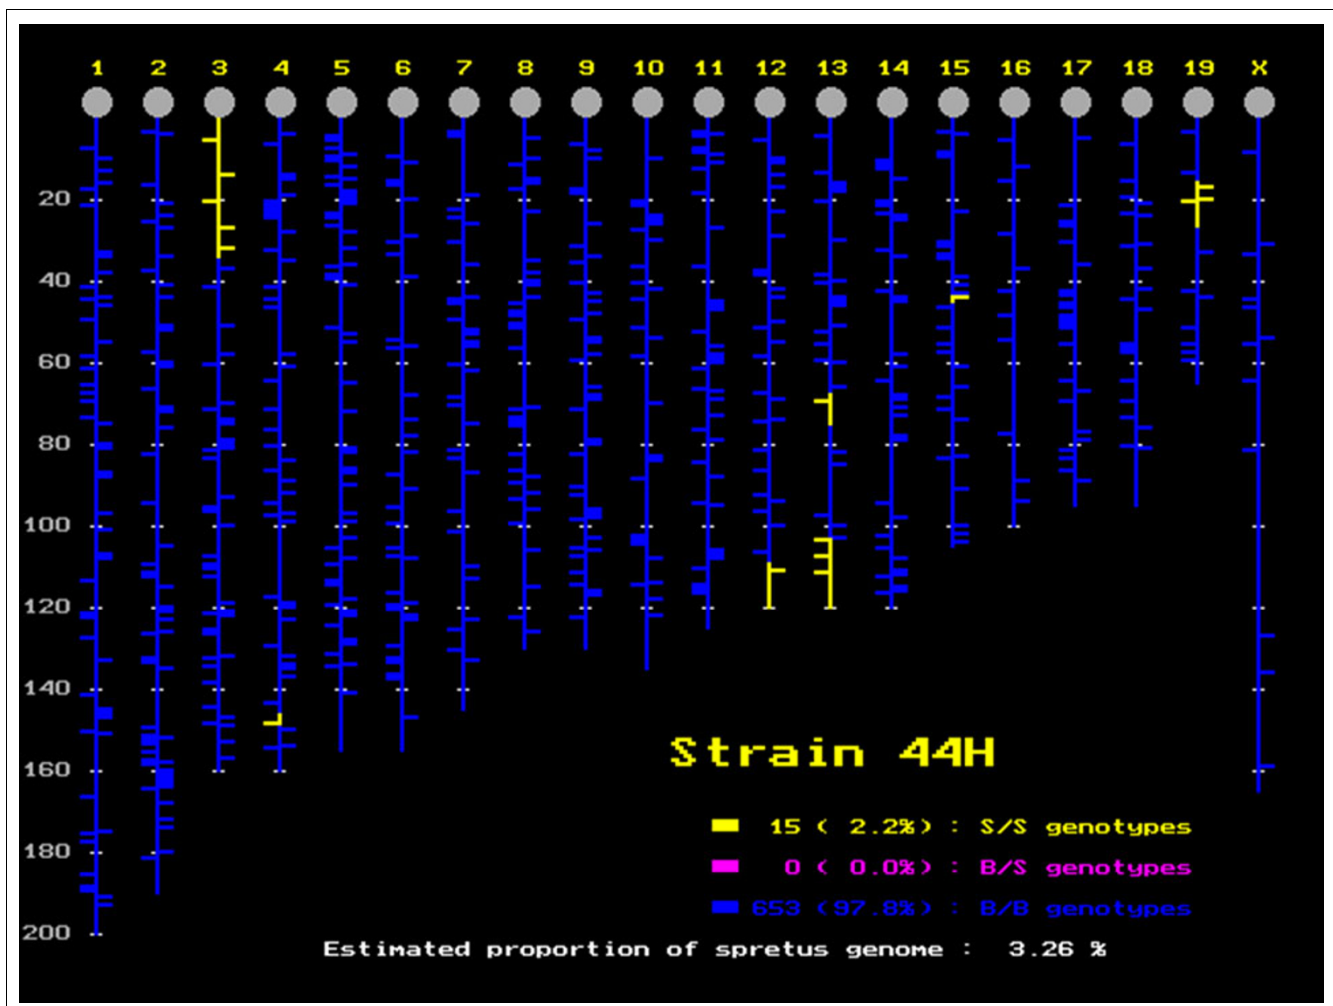 1 2 3 4 5 6 7 8 9 10 11 12 13 14 15 16 17 18 19 X
20
40
60
80
100
120
140
Strain 44H
160
15 ( 2.2%) : S/S genotypes
180
0 ( 0.0%) : B/S genotypes
653 (97.8%) : B/B genotypes
200
Estimated proportion of spretus genome : 3.26 %